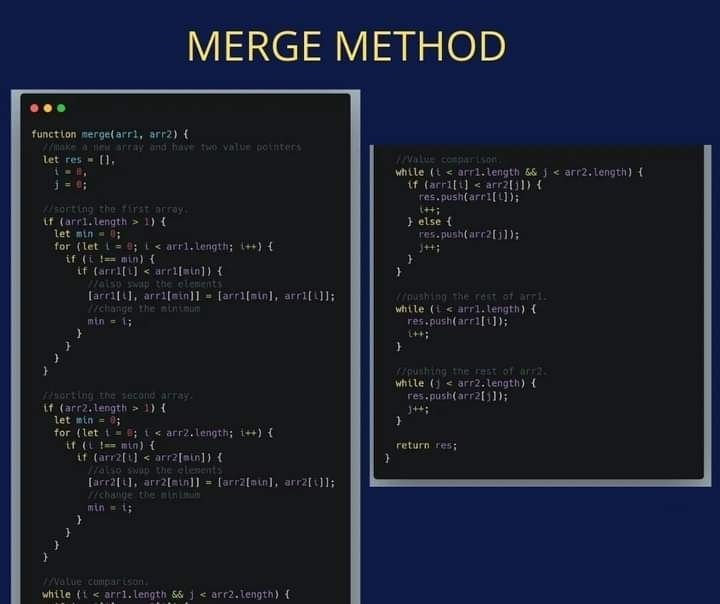 MERGE METHOD
function merge(arr1, arr2) {
//make a new array and have two value pointers
let res = [],
i = 0,
j = 0;
//sorting the first array.
if (arr1.length > 1) {
let min = 0;
for (let i = 0; i < arr1.length; i++) {
if (i !== min) {
if (arr1[i] < arr1[min]) {
//also swap the elements
[arr1[i], arr1[min]] = [arr1[min], arr1[i]];
//change the minimum
min = i;
}
}
}
}
//sorting the second array.
if (arr2.length > 1) {
let min = 0;
for (let i = 0; i < arr2.length; i++) {
if (i !== min) {
if (arr2[i] < arr2[min]) {
//also swap the elements
[arr2[i], arr2[min]] = [arr2[min], arr2[i]];
//change the minimum
min = i;
}
}
}
}
//Value comparison.
while (i < arr1.length && j < arr2.length) {
//Value comparison.
while (i < arr1.length && j < arr2.length) {
if (arr1[i] < arr2[j]) {
res.push(arr1[i]);
i++;
} else {
res.push(arr2[j]);
j++;
}
}
//pushing the rest of arr1.
while (i < arr1.length) {
res.push(arr1[i]);
i++;
}
//pushing the rest of arr2.
while (j < arr2.length) {
res.push(arr2[j]);
j++;
}
return res;
}